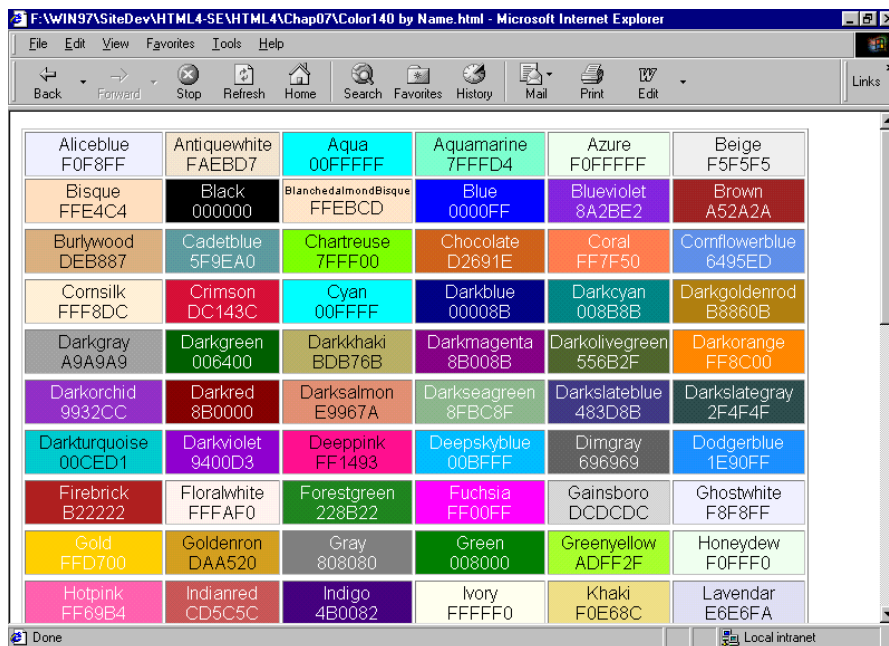 F:\WIN97\SiteDev\HTML4-SE\HTML4\Chap07\Color140 by Name.html - Microsoft Internet Explorer
File Edit View Favorites Tools Help
Back Forward Stop Refresh Home Search Favorites History Mail Print Edit Links
Aliceblue Antiquewhite Aqua Aquamarine Azure Beige
F0F8FF FAEBD7 00FFFFF 7FFFD4 F0FFFFF F5F5F5
Bisque Black BlanchedalmondBisque Blue Blueviolet Brown
FFE4C4 000000 FFEBCD 0000FF 8A2BE2 A52A2A
Burlywood Cadetblue Chartreuse Chocolate Coral Cornflowerblue
DEB887 5F9EA0 7FFF00 D2691E FF7F50 6495ED
Cornsilk Crimson Cyan Darkblue Darkcyan Darkgoldenrod
FFF8DC DC143C 00FFFF 00008B 008B8B B8860B
Darkgray Darkgreen Darkkhaki Darkmagenta Darkolivegreen Darkorange
A9A9A9 006400 BDB76B 8B008B 556B2F FF8C00
Darkorchid Darkred Darksalmon Darkseagreen Darkslateblue Darkslategray
9932CC 8B0000 E9967A 8FBC8F 483D8B 2F4F4F
Darkturquoise Darkviolet Deeppink Deepskyblue Dimgray Dodgerblue
00CED1 9400D3 FF1493 00BFFF 696969 1E90FF
Firebrick Floralwhite Forestgreen Fuchsia Gainsboro Ghostwhite
B22222 FFFAF0 228B22 FF00FF DCDCDC F8F8FF
Gold Goldenron Gray Green Greenyellow Honeydew
FFD700 DAA520 808080 008000 ADFF2F F0FFF0
Hotpink Indianred Indigo Ivory Khaki Lavendar
FF69B4 CD5C5C 4B0082 FFFFF0 F0E68C E6E6FA
Done Local intranet